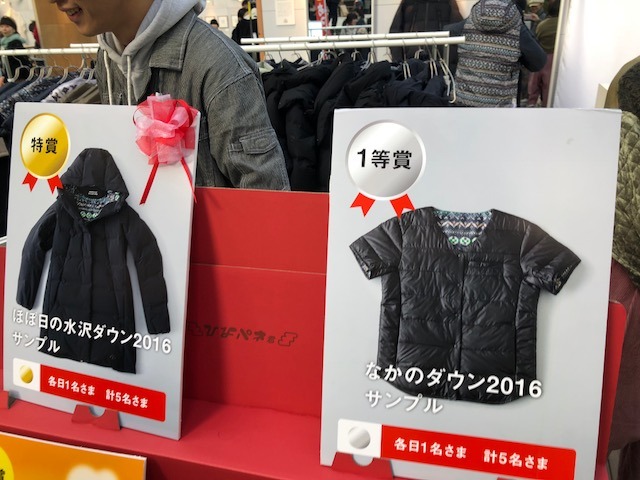 特賞
ほぼ日の水沢ダウン2016
サンプル
各日1名さま 計5名さま
1等賞
なかのダウン2016
サンプル
各日1名さま 計5名さま